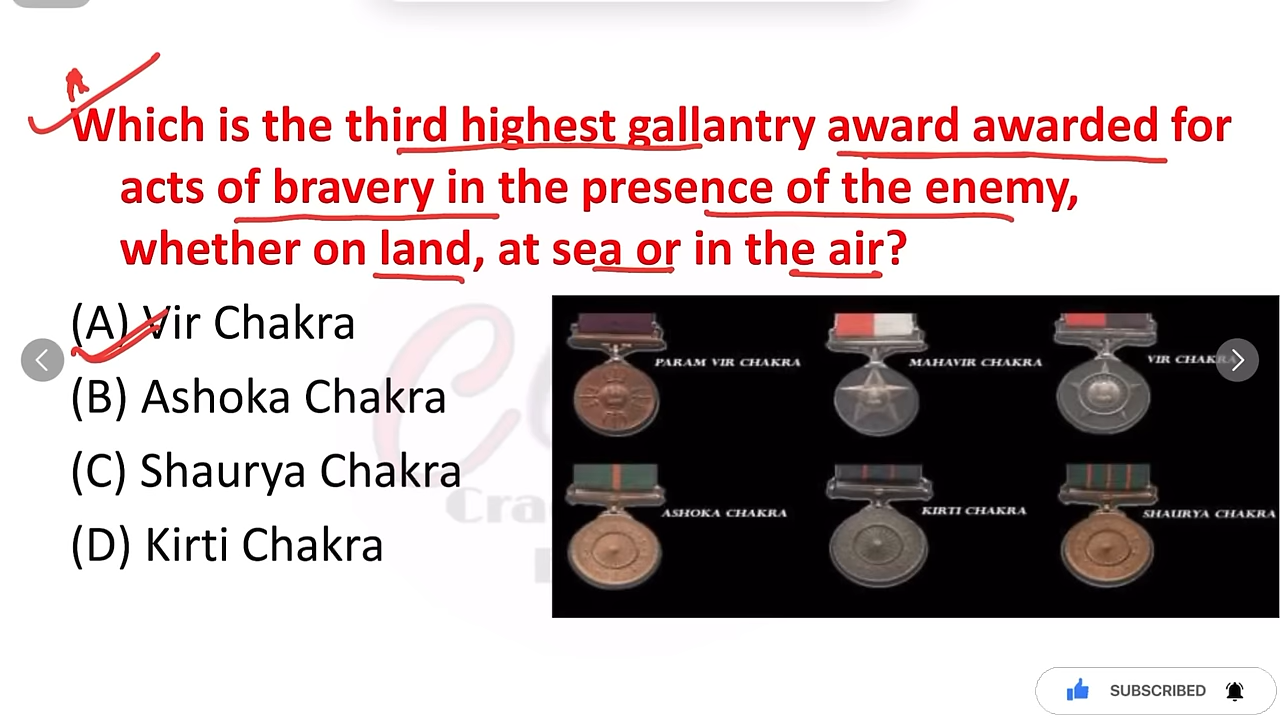 Which is the third highest gallantry award awarded for
acts of bravery in the presence of the enemy,
whether on land, at sea or in the air?
(A) Vir Chakra
(B) Ashoka Chakra
(C) Shaurya Chakra
(D) Kirti Chakra
PARAM VIR CHAKRA
MAHAVIR CHAKRA
VIR CHAKRA
ASHOKA CHAKRA
KIRTI CHAKRA
SHAURYA CHAKRA
SUBSCRIBED